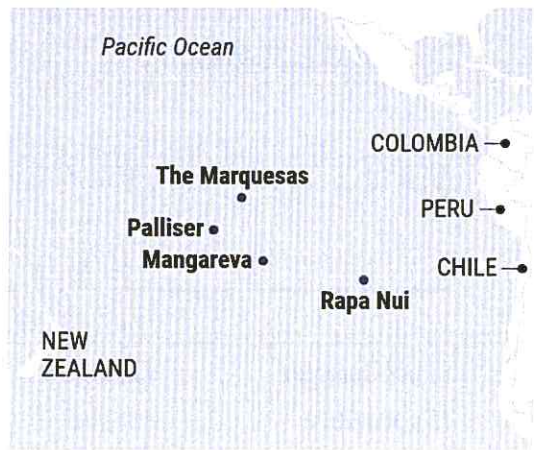 Pacific Ocean
COLOMBIA
The Marquesas
PERU
Palliser
Mangareva
CHILE
Rapa Nui
NEW
ZEALAND